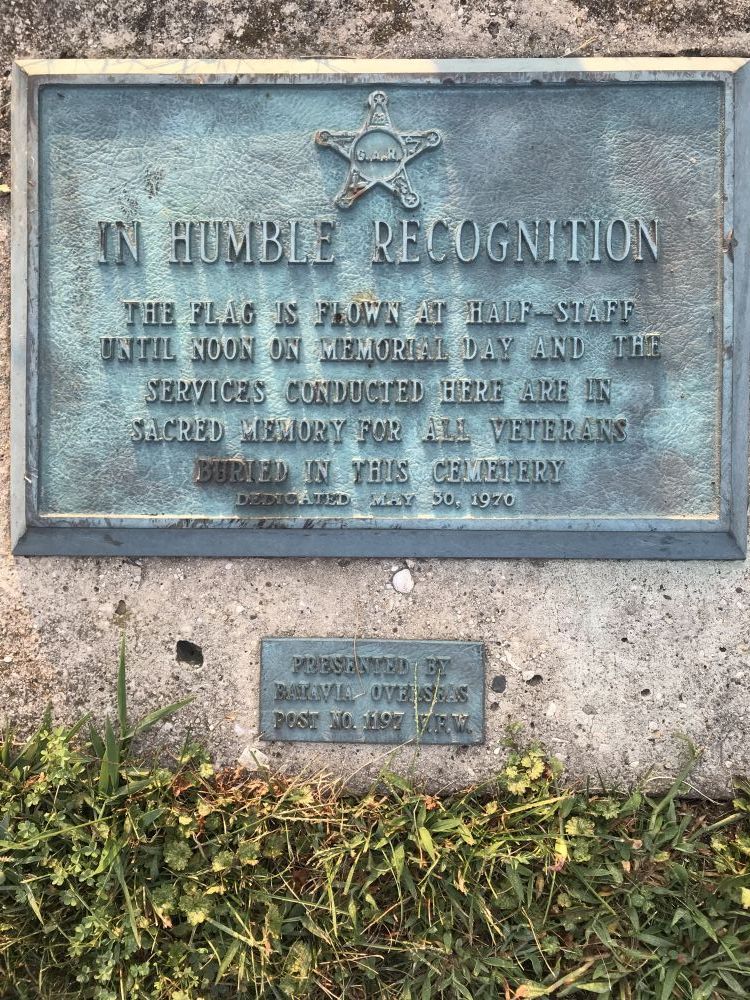 G.A.R.
IN HUMBLE RECOGNITION
THE FLAG IS FLOWN AT HALF-STAFF
UNTIL NOON ON MEMORIAL DAY AND THE
SERVICES CONDUCTED HERE ARE IN
SACRED MEMORY FOR ALL VETERANS
BURIED IN THIS CEMETERY
DEDICATED MAY 30, 1970
PRESENTED BY
BATAVIA OVERSEAS
POST NO. 1197 V.F.W.